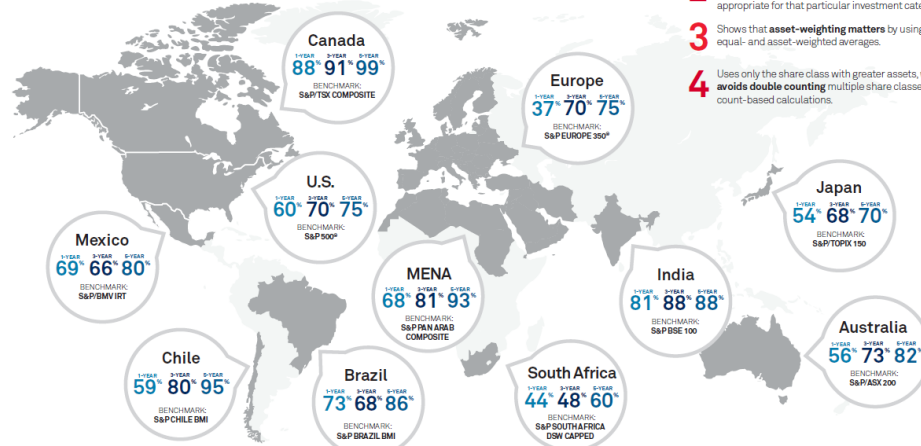 appropriate for that particular investment cate
3 Shows that asset-weighting matters by using
equal- and asset-weighted averages.
4 Uses only the share class with greater assets,
avoids double counting multiple share classe
count-based calculations.
Canada
1-YEAR 3-YEAR 5-YEAR
88% 91% 99%
BENCHMARK:
S&P/TSX COMPOSITE
Europe
1-YEAR 3-YEAR 5-YEAR
37% 70% 75%
BENCHMARK:
S&P EUROPE 350®
U.S.
1-YEAR 3-YEAR 5-YEAR
60% 70% 75%
BENCHMARK:
S&P 500®
Japan
1-YEAR 3-YEAR 5-YEAR
54% 68% 70%
BENCHMARK:
S&P/TOPIX 150
Mexico
1-YEAR 3-YEAR 5-YEAR
69% 66% 80%
BENCHMARK:
S&P/BMV IRT
MENA
1-YEAR 3-YEAR 5-YEAR
68% 81% 93%
BENCHMARK:
S&P PAN ARAB
COMPOSITE
India
1-YEAR 3-YEAR 5-YEAR
81% 88% 88%
BENCHMARK:
S&P BSE 100
Australia
1-YEAR 3-YEAR 5-YEAR
56% 73% 82%
BENCHMARK:
S&P/ASX 200
Chile
1-YEAR 3-YEAR 5-YEAR
59% 80% 95%
BENCHMARK:
S&P CHILE BMI
Brazil
1-YEAR 3-YEAR 5-YEAR
73% 68% 86%
BENCHMARK:
S&P BRAZIL BMI
South Africa
1-YEAR 3-YEAR 5-YEAR
44% 48% 60%
BENCHMARK:
S&P SOUTH AFRICA
DSW CAPPED